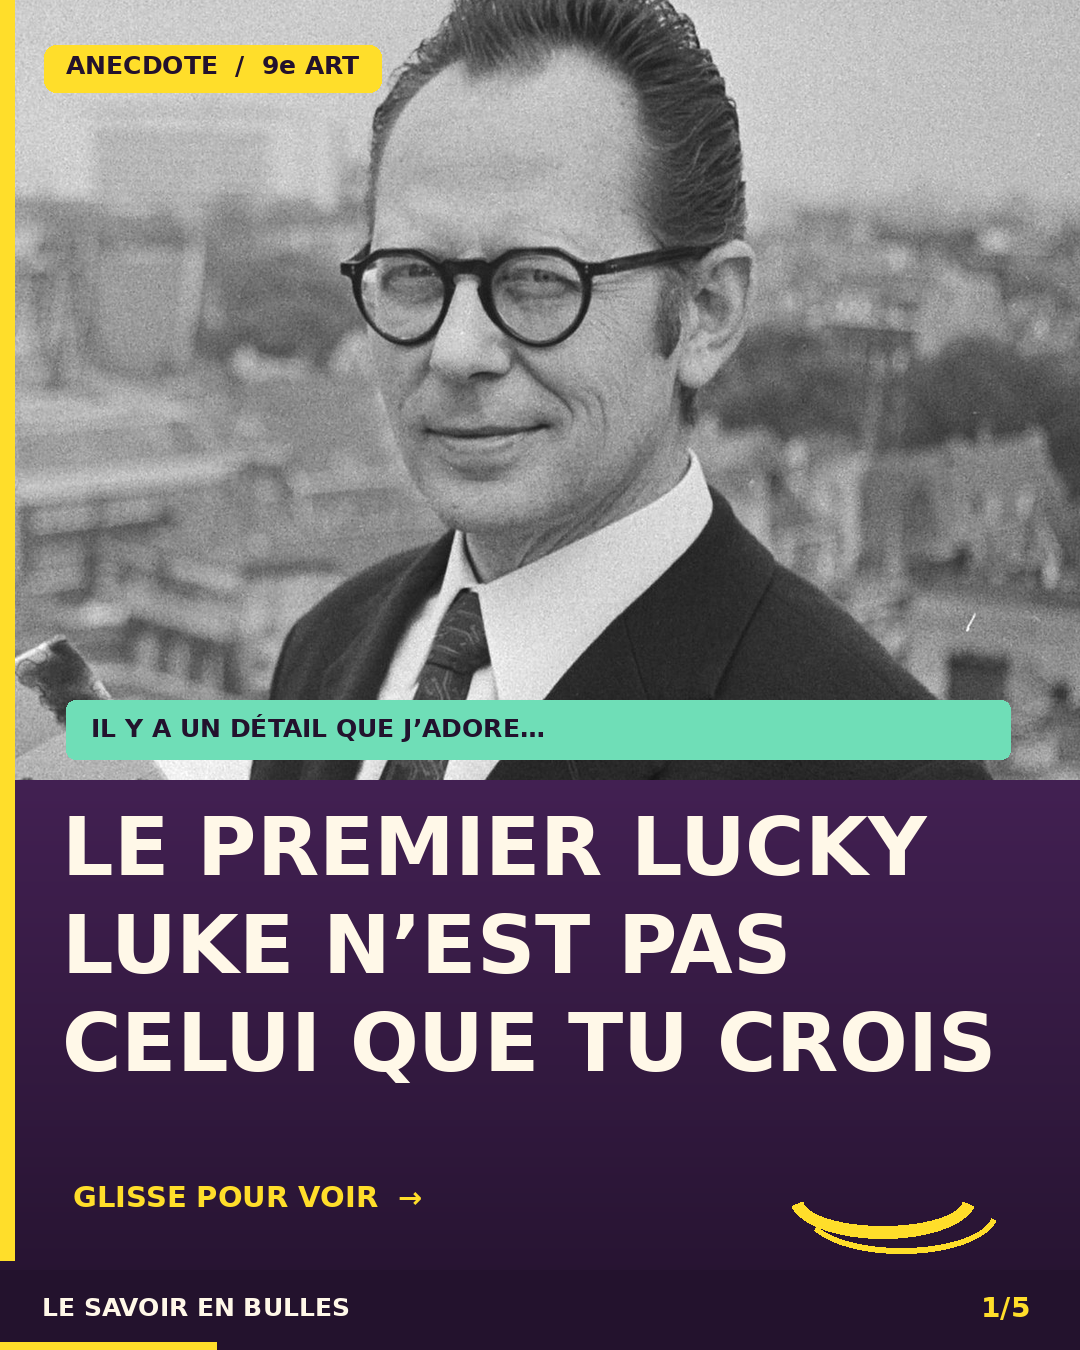 ANECDOTE / 9e ART
IL Y A UN DÉTAIL QUE J’ADORE…
LE PREMIER LUCKY
LUKE N’EST PAS
CELUI QUE TU CROIS
GLISSE POUR VOIR →
LE SAVOIR EN BULLES
1/5